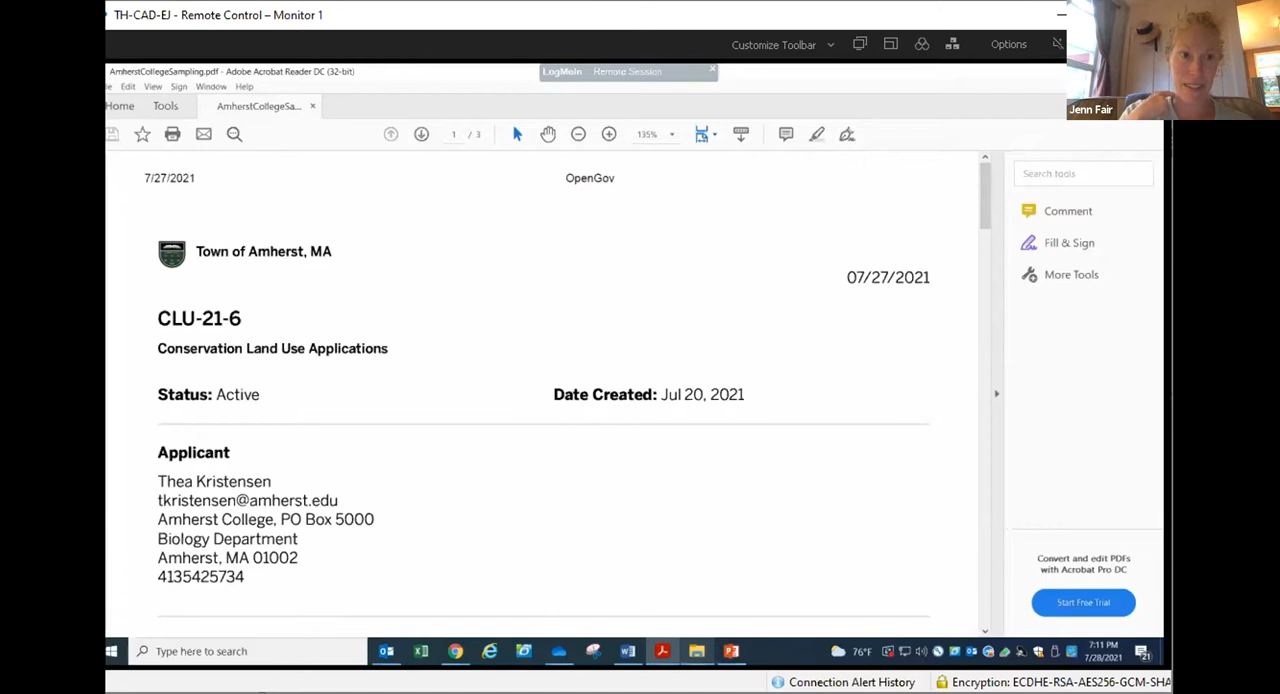 TH-CAD-EJ - Remote Control – Monitor 1
Customize Toolbar
Options
Jenn Fair
AmherstCollegeSampling.pdf - Adobe Acrobat Reader DC (32-bit)
LogMeIn Remote Session
Edit View Sign Window Help
Home Tools AmherstCollegeSa... ×
1 / 3
135%
7/27/2021
OpenGov
Search tools
Comment
Fill & Sign
More Tools
Town of Amherst, MA
07/27/2021
CLU-21-6
Conservation Land Use Applications
Status: Active
Date Created: Jul 20, 2021
Applicant
Thea Kristensen
tkristensen@amherst.edu
Amherst College, PO Box 5000
Biology Department
Amherst, MA 01002
4135425734
Convert and edit PDFs
with Acrobat Pro DC
Start Free Trial
Type here to search
76°F
7:11 PM
7/28/2021
21
Connection Alert History
Encryption: ECDHE-RSA-AES256-GCM-SHA